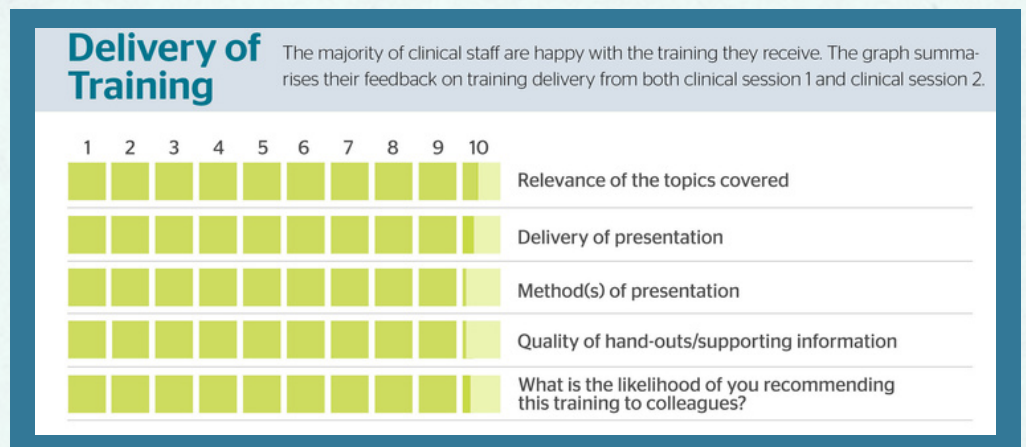 Delivery of
Training
The majority of clinical staff are happy with the training they receive. The graph summa-
rises their feedback on training delivery from both clinical session 1 and clinical session 2.
1 2 3 4 5 6 7 8 9 10
Relevance of the topics covered
Delivery of presentation
Method(s) of presentation
Quality of hand-outs/supporting information
What is the likelihood of you recommending
this training to colleagues?